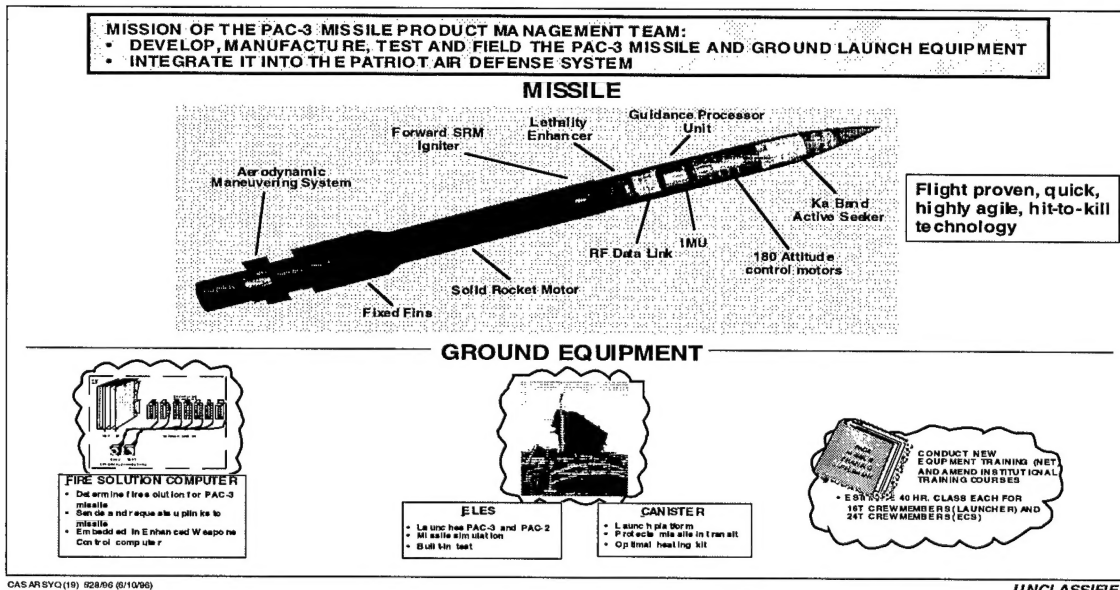 MISSION OF THE PAC-3 MISSILE PRODUCT MANAGEMENT TEAM:
• DEVELOP, MANUFACTURE, TEST AND FIELD THE PAC-3 MISSILE AND GROUND LAUNCH EQUIPMENT
• INTEGRATE IT INTO THE PATRIOT AIR DEFENSE SYSTEM
MISSILE
Aerodynamic
Maneuvering System
Forward SRM
Igniter
Lethality
Enhancer
Guidance Processor
Unit
Fixed Fins
Solid Rocket Motor
RF Data Link
IMU
180 Attitude
control motors
Ka Band
Active Seeker
Flight proven, quick,
highly agile, hit-to-kill
technology
GROUND EQUIPMENT
FIRE SOLUTION COMPUTER
• Determine fire solution for PAC-3
missile
• Sends and requests uplinks to
missile
• Embedded in Enhanced Weapons
Control computer
ELES
• Launches PAC-3 and PAC-2
• Missile simulation
• Built-in test
CANISTER
• Launch platform
• Protects missile in transit
• Optimal heating kit
CONDUCT NEW
EQUIPMENT TRAINING (NET)
AND AMEND INSTITUTIONAL
TRAINING COURSES
40 HR. CLASS EACH FOR
16T CREWMEMBERS (LAUNCHER) AND
24T CREWMEMBERS (ECS)
CAS ARSYQ (19) 528/96 (6/10/96)
UNCLASSIFIE